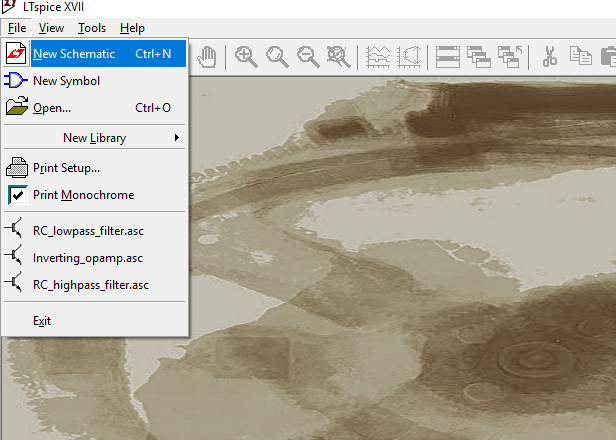 LTspice XVII
File View Tools Help
New Schematic Ctrl+N
New Symbol
Open... Ctrl+O
New Library
Print Setup...
Print Monochrome
RC_lowpass_filter.asc
Inverting_opamp.asc
RC_highpass_filter.asc
Exit